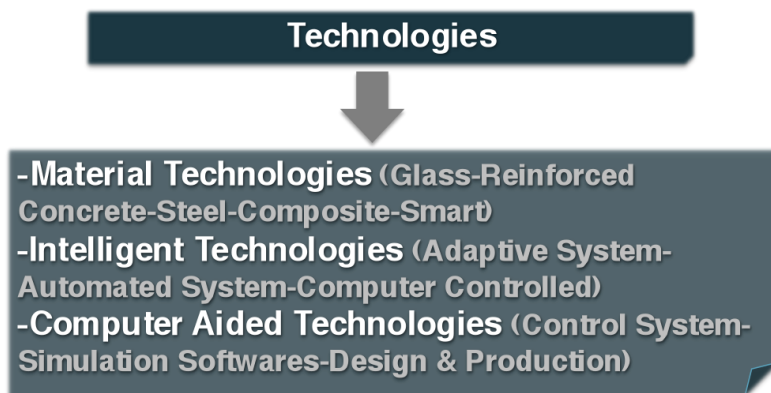 Technologies
-Material Technologies (Glass-Reinforced
Concrete-Steel-Composite-Smart)
-Intelligent Technologies (Adaptive System-
Automated System-Computer Controlled)
-Computer Aided Technologies (Control System-
Simulation Softwares-Design & Production)